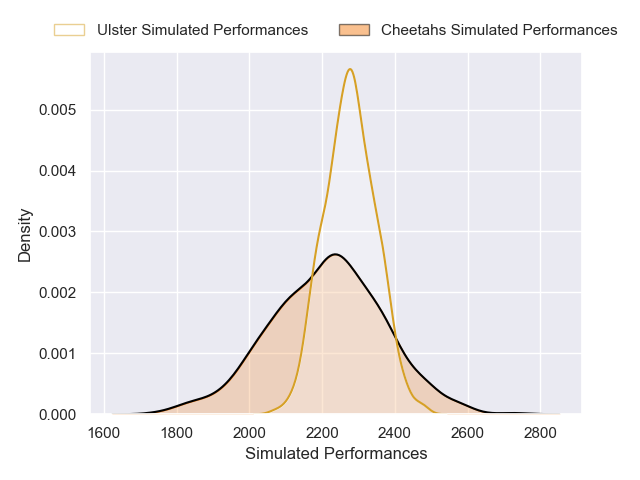 Ulster Simulated Performances Cheetahs Simulated Performances
0.005
0.004
0.003
0.002
0.001
0.000
Density
1600 1800 2000 2200 2400 2600 2800
Simulated Performances